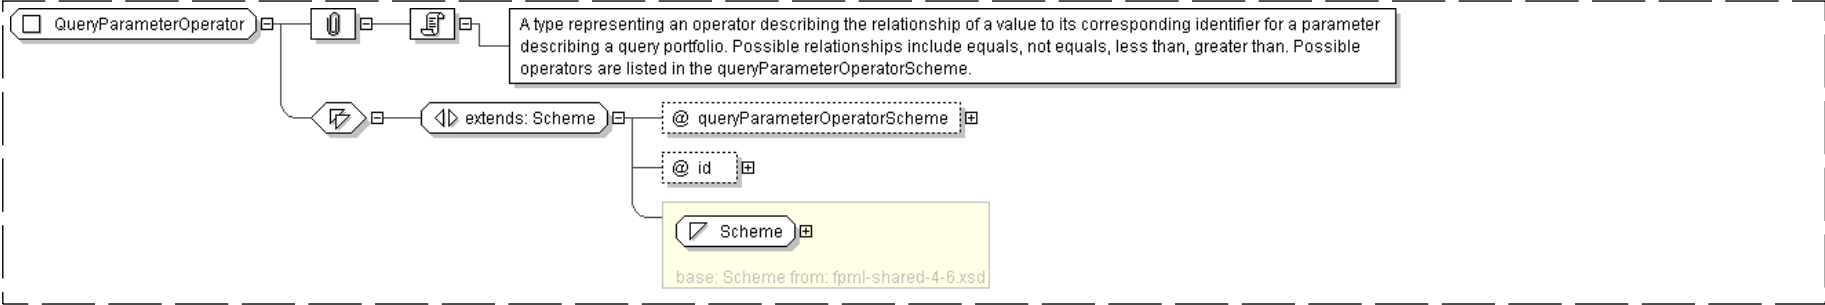 QueryParameterOperator
A type representing an operator describing the relationship of a value to its corresponding identifier for a parameter
describing a query portfolio. Possible relationships include equals, not equals, less than, greater than. Possible
operators are listed in the queryParameterOperatorScheme.
extends: Scheme
@ queryParameterOperatorScheme
@ id
Scheme
base: Scheme from: fpml-shared-4-6.xsd